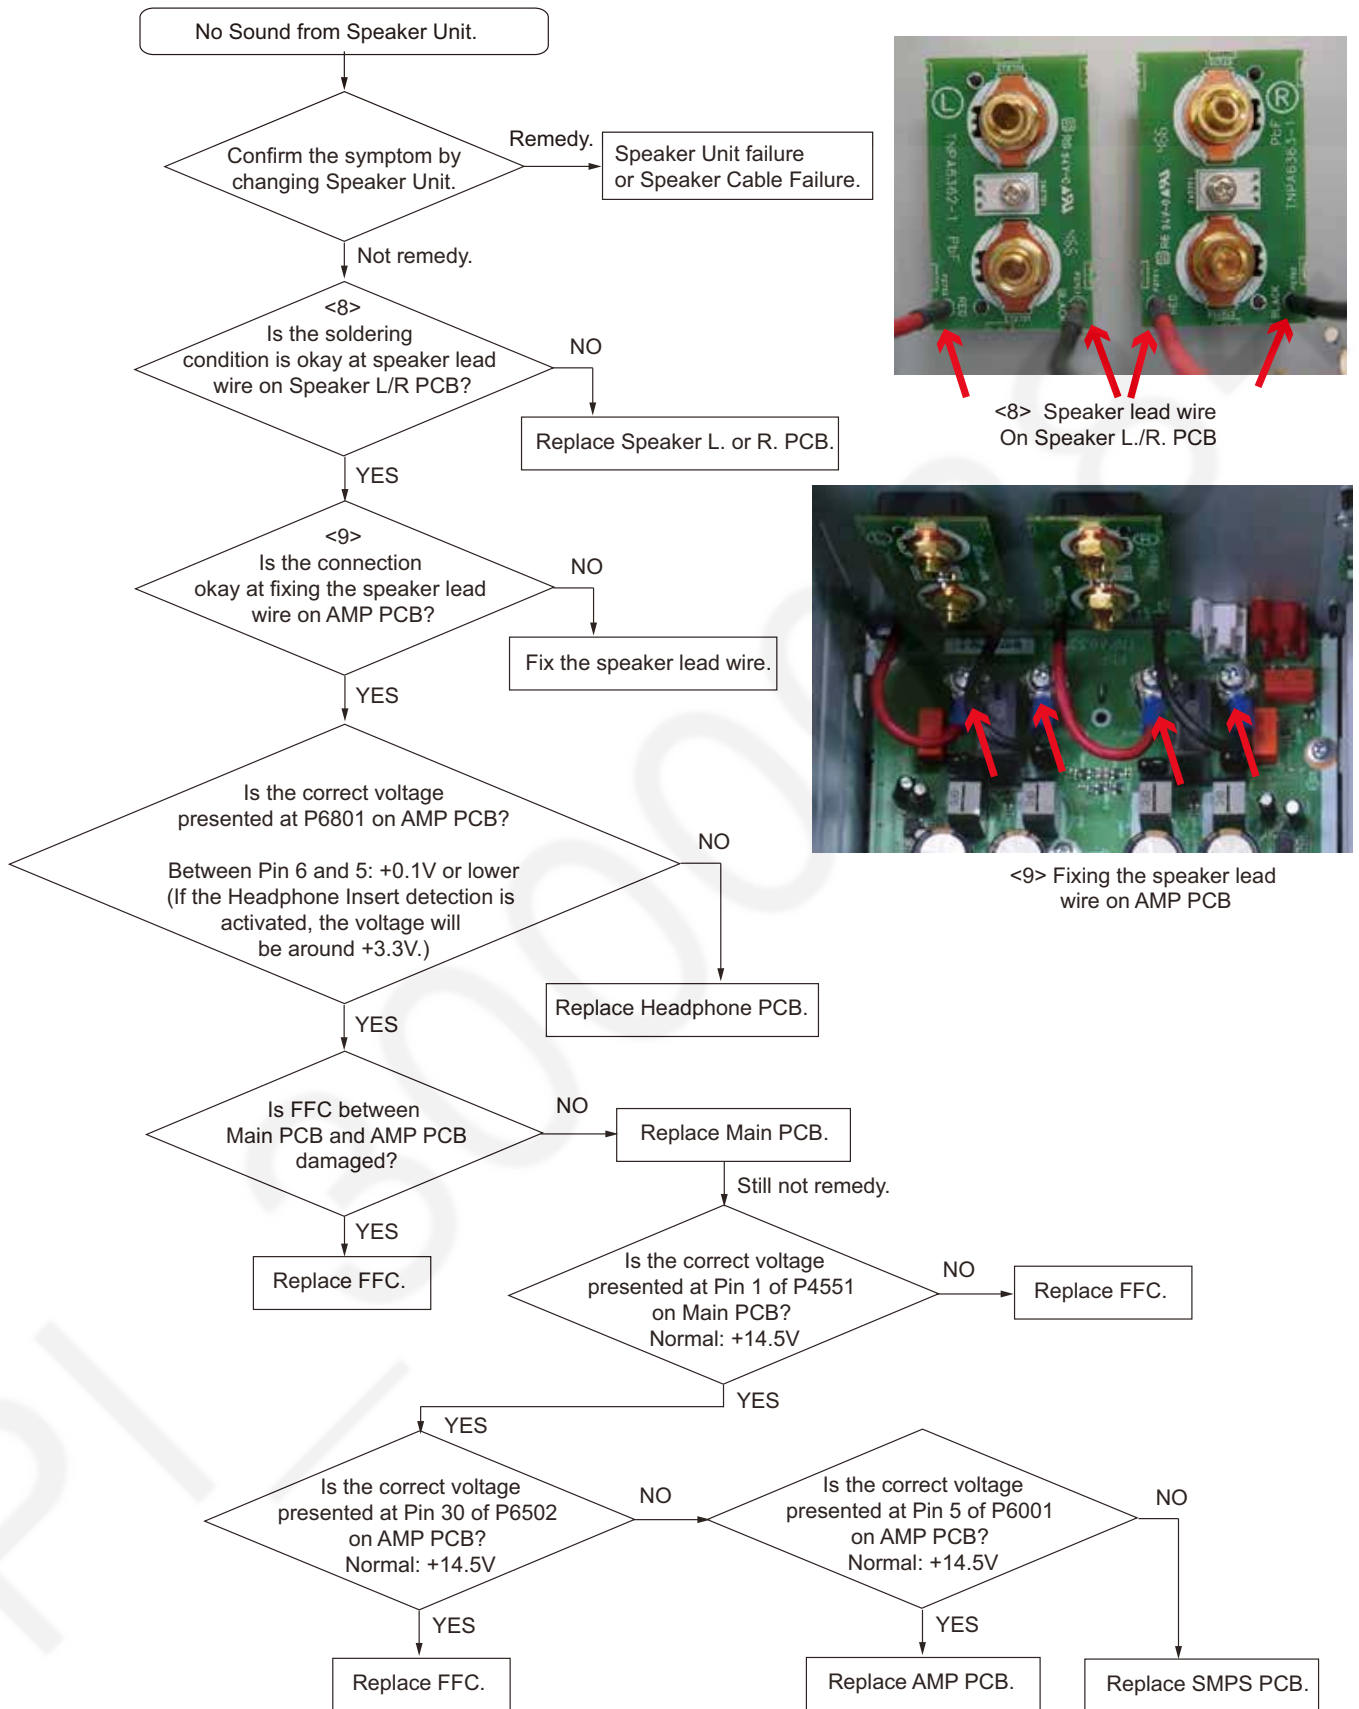 No Sound from Speaker Unit.
Confirm the symptom by
changing Speaker Unit.
Remedy.
Speaker Unit failure
or Speaker Cable Failure.
Not remedy.
<8>
Is the soldering
condition is okay at speaker lead
wire on Speaker L/R PCB?
NO
Replace Speaker L. or R. PCB.
YES
<9>
Is the connection
okay at fixing the speaker lead
wire on AMP PCB?
NO
Fix the speaker lead wire.
YES
Is the correct voltage
presented at P6801 on AMP PCB?
Between Pin 6 and 5: +0.1V or lower
(If the Headphone Insert detection is
activated, the voltage will
be around +3.3V.)
NO
Replace Headphone PCB.
YES
Is FFC between
Main PCB and AMP PCB
damaged?
NO
Replace Main PCB.
YES
Replace FFC.
Still not remedy.
Is the correct voltage
presented at Pin 1 of P4551
on Main PCB?
Normal: +14.5V
NO
Replace FFC.
YES
YES
Is the correct voltage
presented at Pin 30 of P6502
on AMP PCB?
Normal: +14.5V
NO
Is the correct voltage
presented at Pin 5 of P6001
on AMP PCB?
Normal: +14.5V
NO
YES
Replace FFC.
YES
Replace AMP PCB.
Replace SMPS PCB.
L
TNPA6362-1 PbF
RED
BLACK
R
PbF
TNPA6363-1
RED
BLACK
<8> Speaker lead wire
On Speaker L./R. PCB
<9> Fixing the speaker lead
wire on AMP PCB